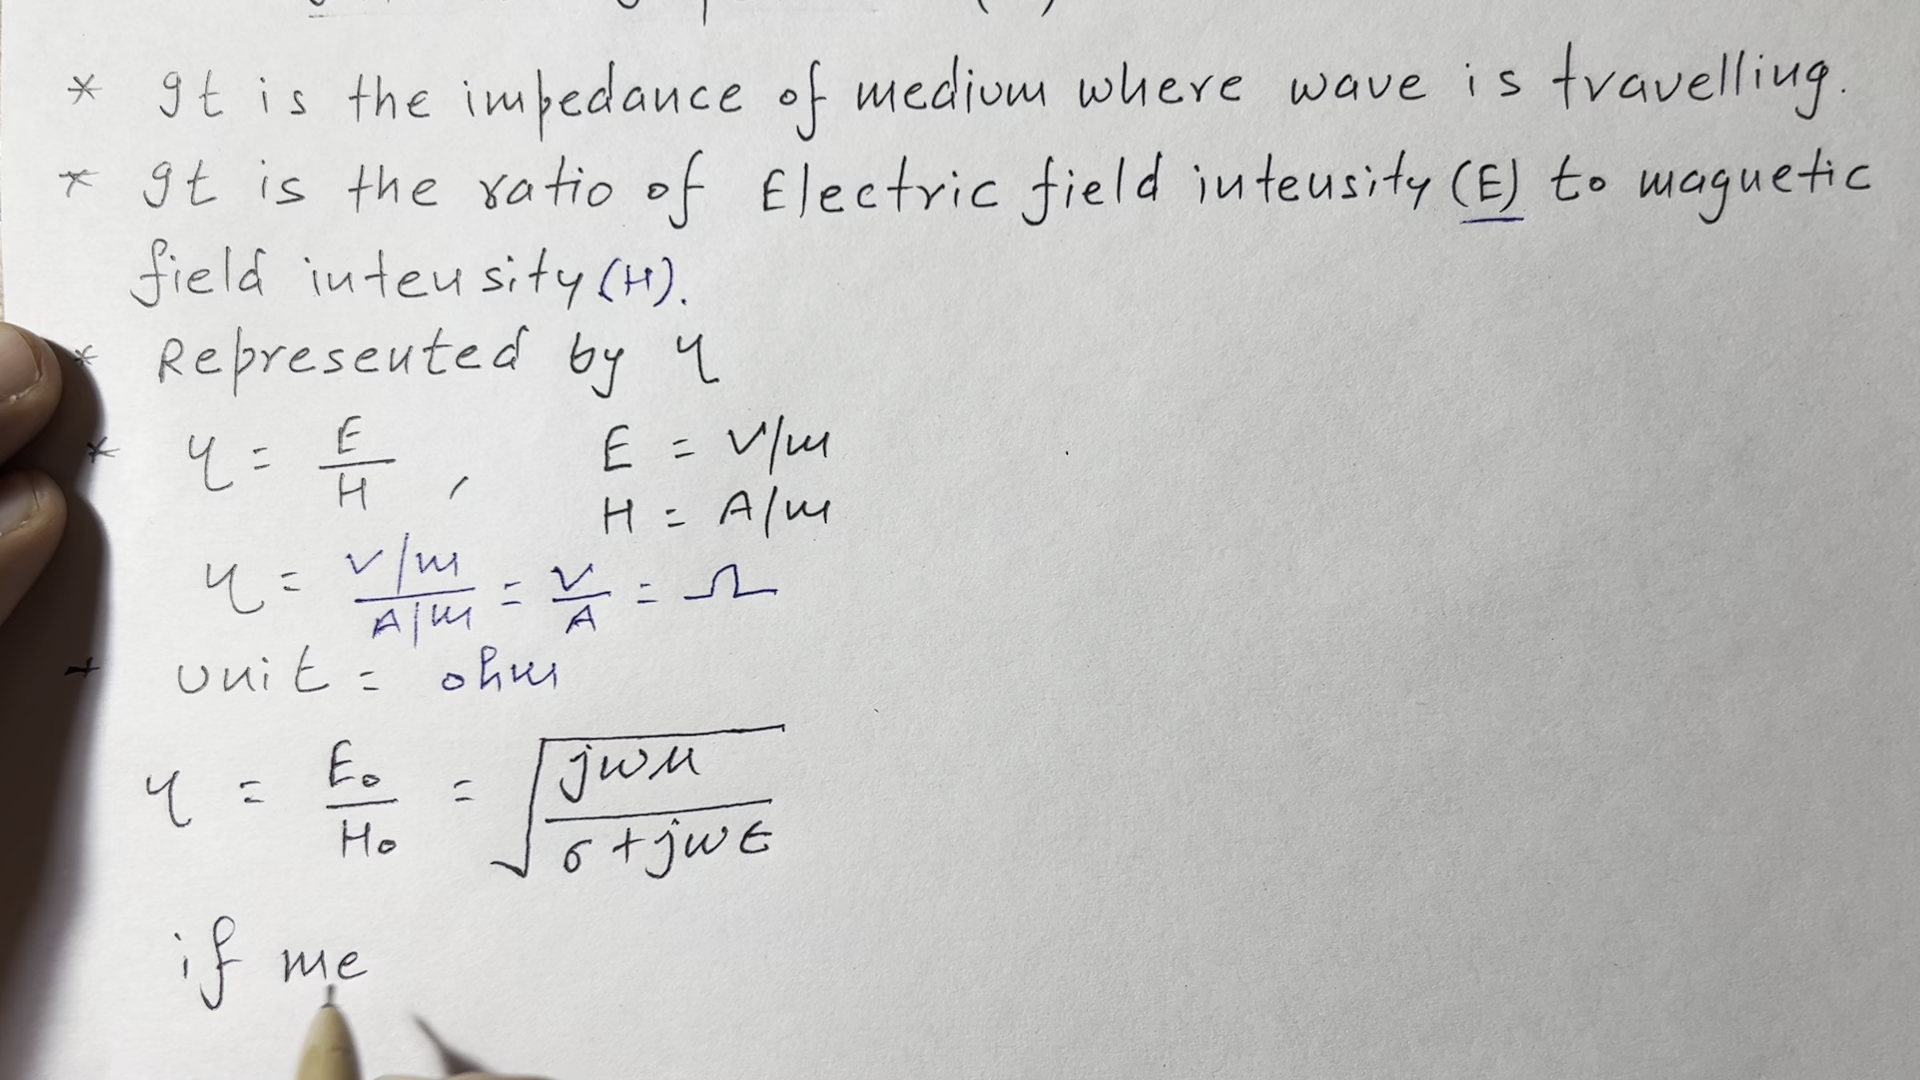 * It is the impedance of medium where wave is travelling.
* It is the ratio of Electric field intensity (E) to magnetic
field intensity (H).
* Represented by η
* η = E/H , E = V/m
H = A/m
η = V/m / A/m = V/A = Ω
* Unit = ohm
η = E₀/H₀ = √(jωμ / σ+jωε)
if me